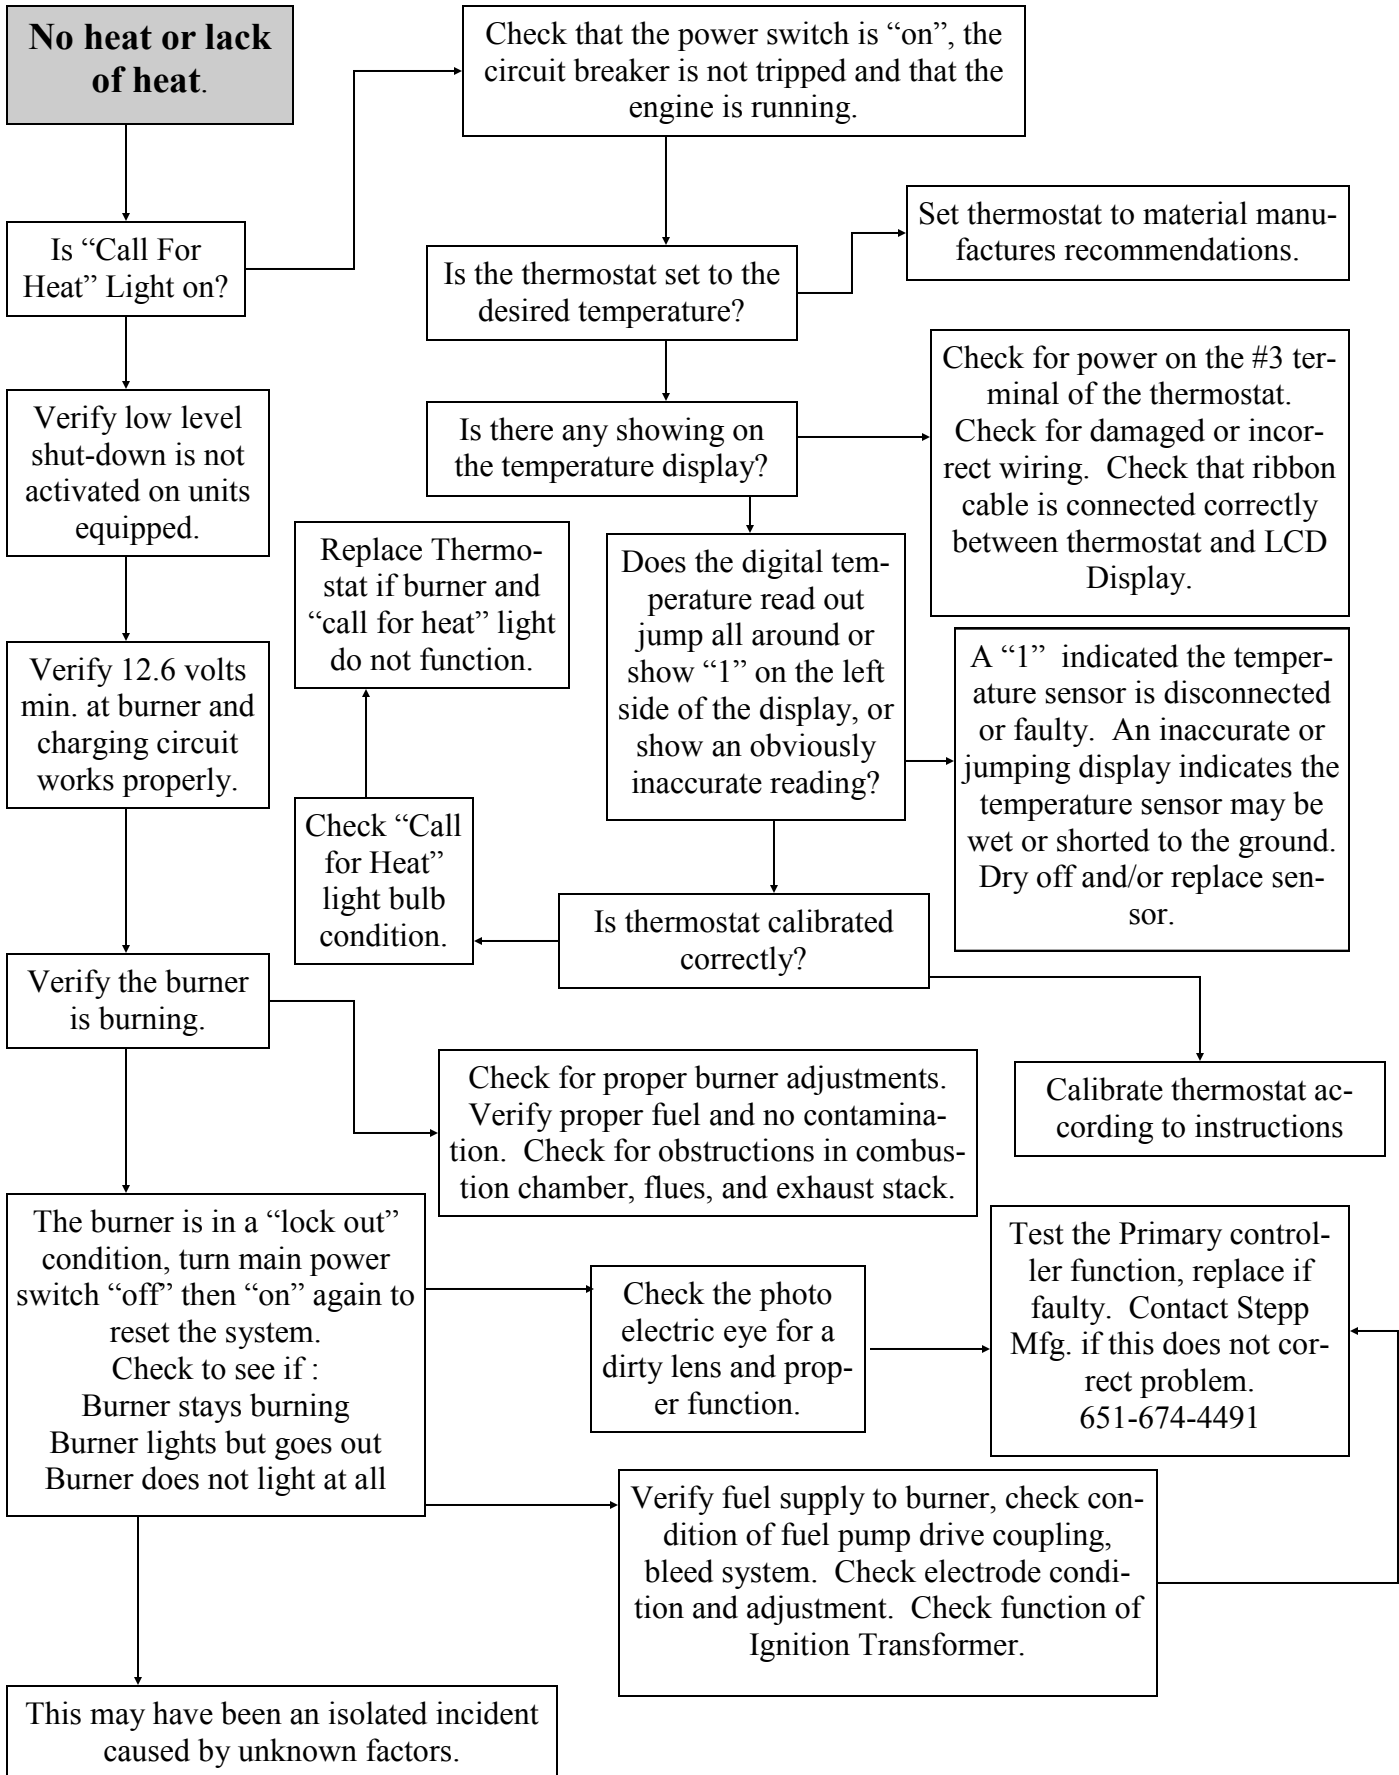 No heat or lack
of heat.
Check that the power switch is “on”, the
circuit breaker is not tripped and that the
engine is running.
Set thermostat to material manu-
factures recommendations.
Is “Call For
Heat” Light on?
Is the thermostat set to the
desired temperature?
Check for power on the #3 ter-
minal of the thermostat.
Check for damaged or incor-
rect wiring.  Check that ribbon
cable is connected correctly
between thermostat and LCD
Display.
Verify low level
shut-down is not
activated on units
equipped.
Is there any showing on
the temperature display?
Replace Thermo-
stat if burner and
“call for heat” light
do not function.
Does the digital tem-
perature read out
jump all around or
show “1” on the left
side of the display, or
show an obviously
inaccurate reading?
A “1”  indicated the temper-
ature sensor is disconnected
or faulty.  An inaccurate or
jumping display indicates the
temperature sensor may be
wet or shorted to the ground.
Dry off and/or replace sen-
sor.
Verify 12.6 volts
min. at burner and
charging circuit
works properly.
Check “Call
for Heat”
light bulb
condition.
Is thermostat calibrated
correctly?
Verify the burner
is burning.
Check for proper burner adjustments.
Verify proper fuel and no contamina-
tion.  Check for obstructions in combus-
tion chamber, flues, and exhaust stack.
Calibrate thermostat ac-
cording to instructions
The burner is in a “lock out”
condition, turn main power
switch “off” then “on” again to
reset the system.
Check to see if :
Burner stays burning
Burner lights but goes out
Burner does not light at all
Check the photo
electric eye for a
dirty lens and prop-
er function.
Test the Primary control-
ler function, replace if
faulty.  Contact Stepp
Mfg. if this does not cor-
rect problem.
651-674-4491
Verify fuel supply to burner, check con-
dition of fuel pump drive coupling,
bleed system.  Check electrode condi-
tion and adjustment.  Check function of
Ignition Transformer.
This may have been an isolated incident
caused by unknown factors.